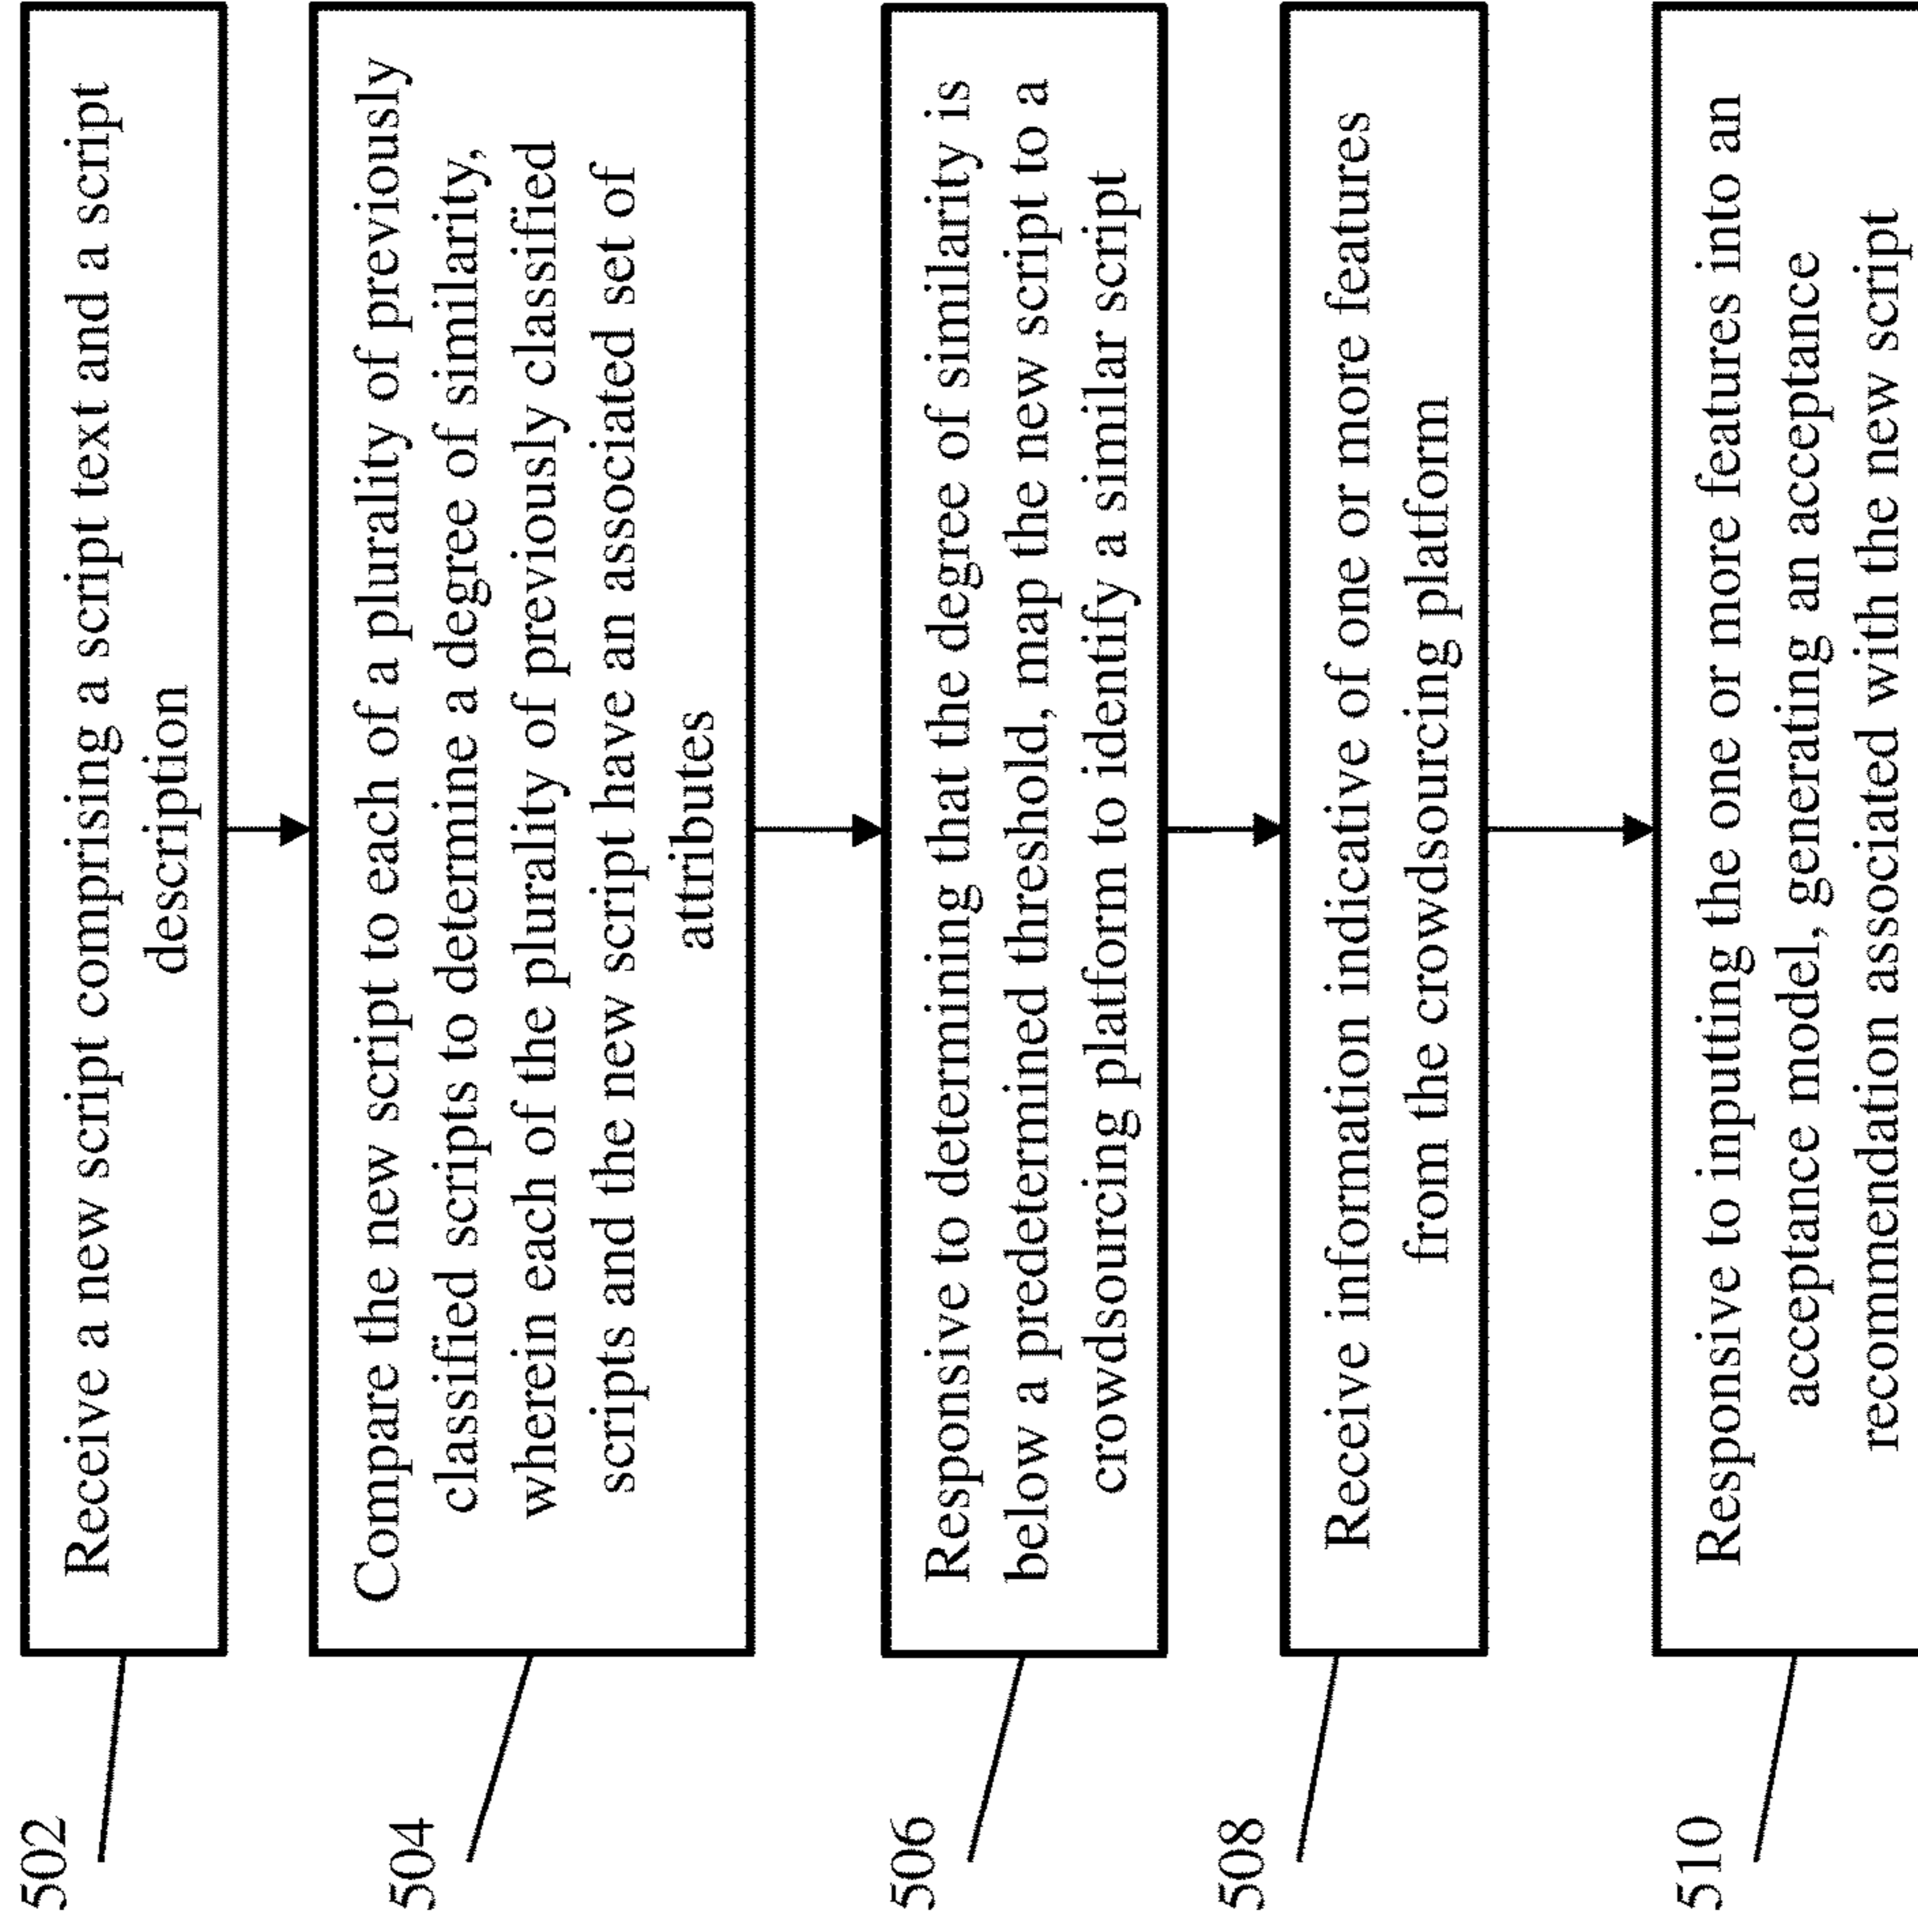 502
Receive a new script comprising a script text and a script
description
504
Compare the new script to each of a plurality of previously
classified scripts to determine a degree of similarity,
wherein each of the plurality of previously classified
scripts and the new script have an associated set of
attributes
506
Responsive to determining that the degree of similarity is
below a predetermined threshold, map the new script to a
crowdsourcing platform to identify a similar script
508
Receive information indicative of one or more features
from the crowdsourcing platform
510
Responsive to inputting the one or more features into an
acceptance model, generating an acceptance
recommendation associated with the new script